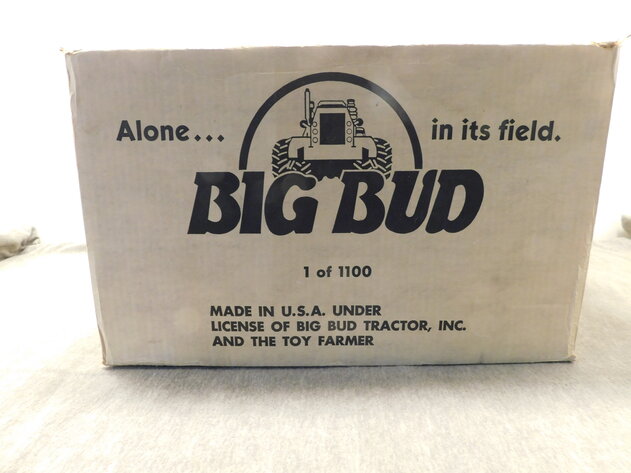 Alone... in its field.
BIG BUD
1 of 1100
MADE IN U.S.A. UNDER
LICENSE OF BIG BUD TRACTOR, INC.
AND THE TOY FARMER